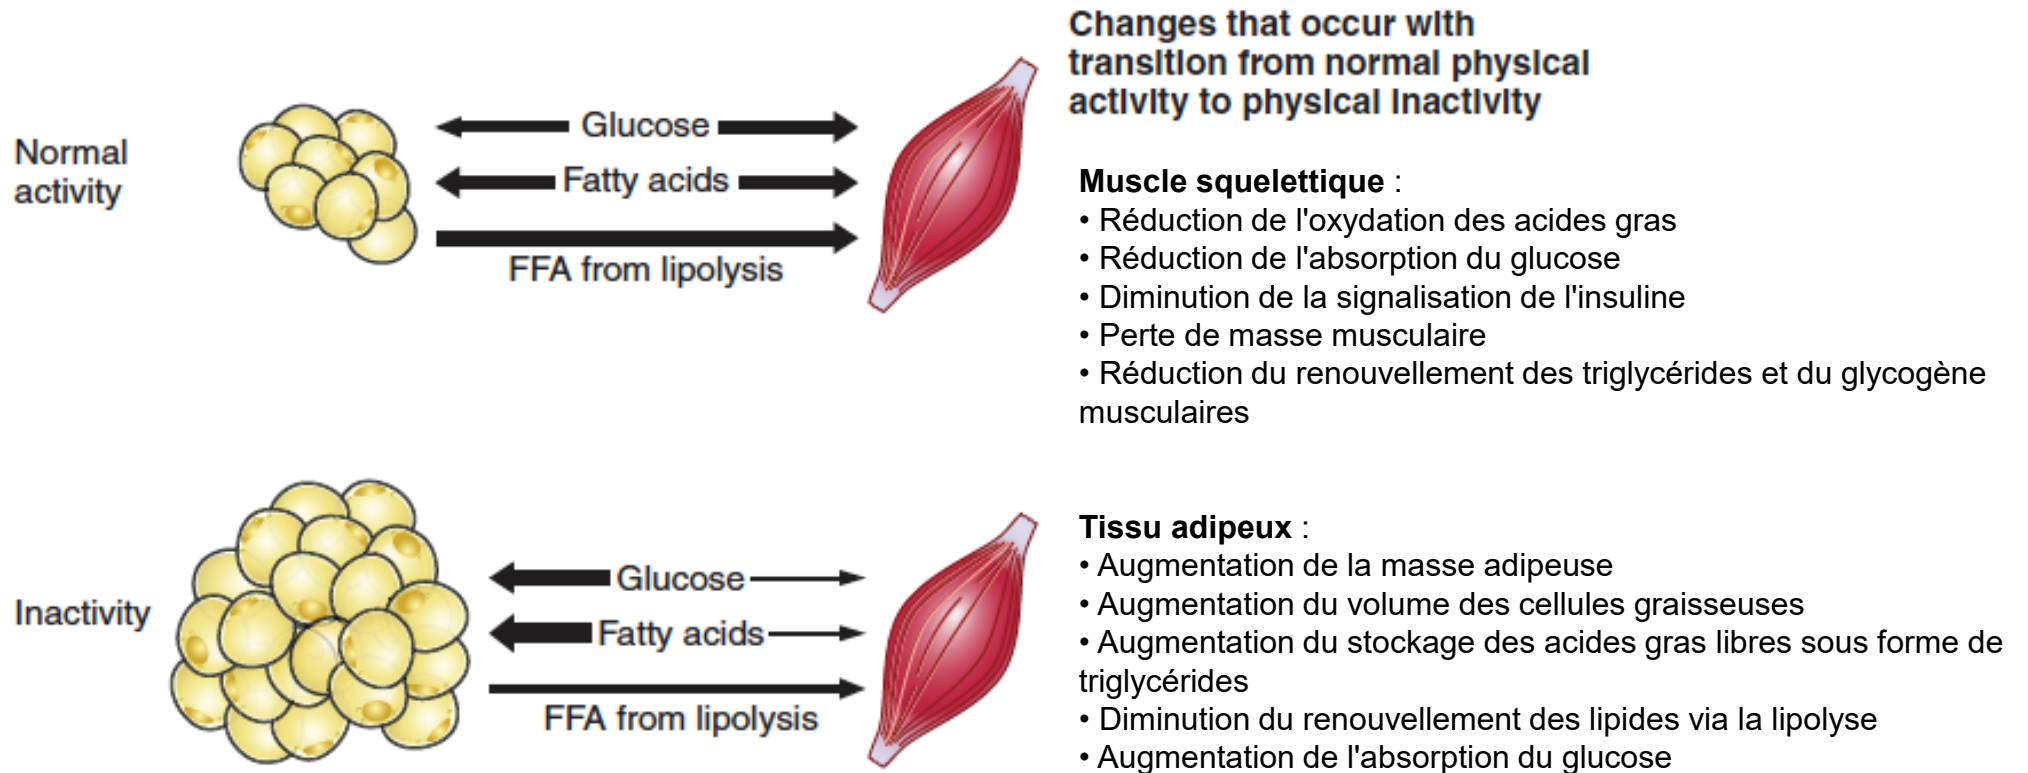 Changes that occur with
transition from normal physical
activity to physical inactivity
Normal
activity
Glucose
Fatty acids
FFA from lipolysis
Muscle squelettique :
• Réduction de l'oxydation des acides gras
• Réduction de l'absorption du glucose
• Diminution de la signalisation de l'insuline
• Perte de masse musculaire
• Réduction du renouvellement des triglycérides et du glycogène
musculaires
Inactivity
Glucose
Fatty acids
FFA from lipolysis
Tissu adipeux :
• Augmentation de la masse adipeuse
• Augmentation du volume des cellules graisseuses
• Augmentation du stockage des acides gras libres sous forme de
triglycérides
• Diminution du renouvellement des lipides via la lipolyse
• Augmentation de l'absorption du glucose